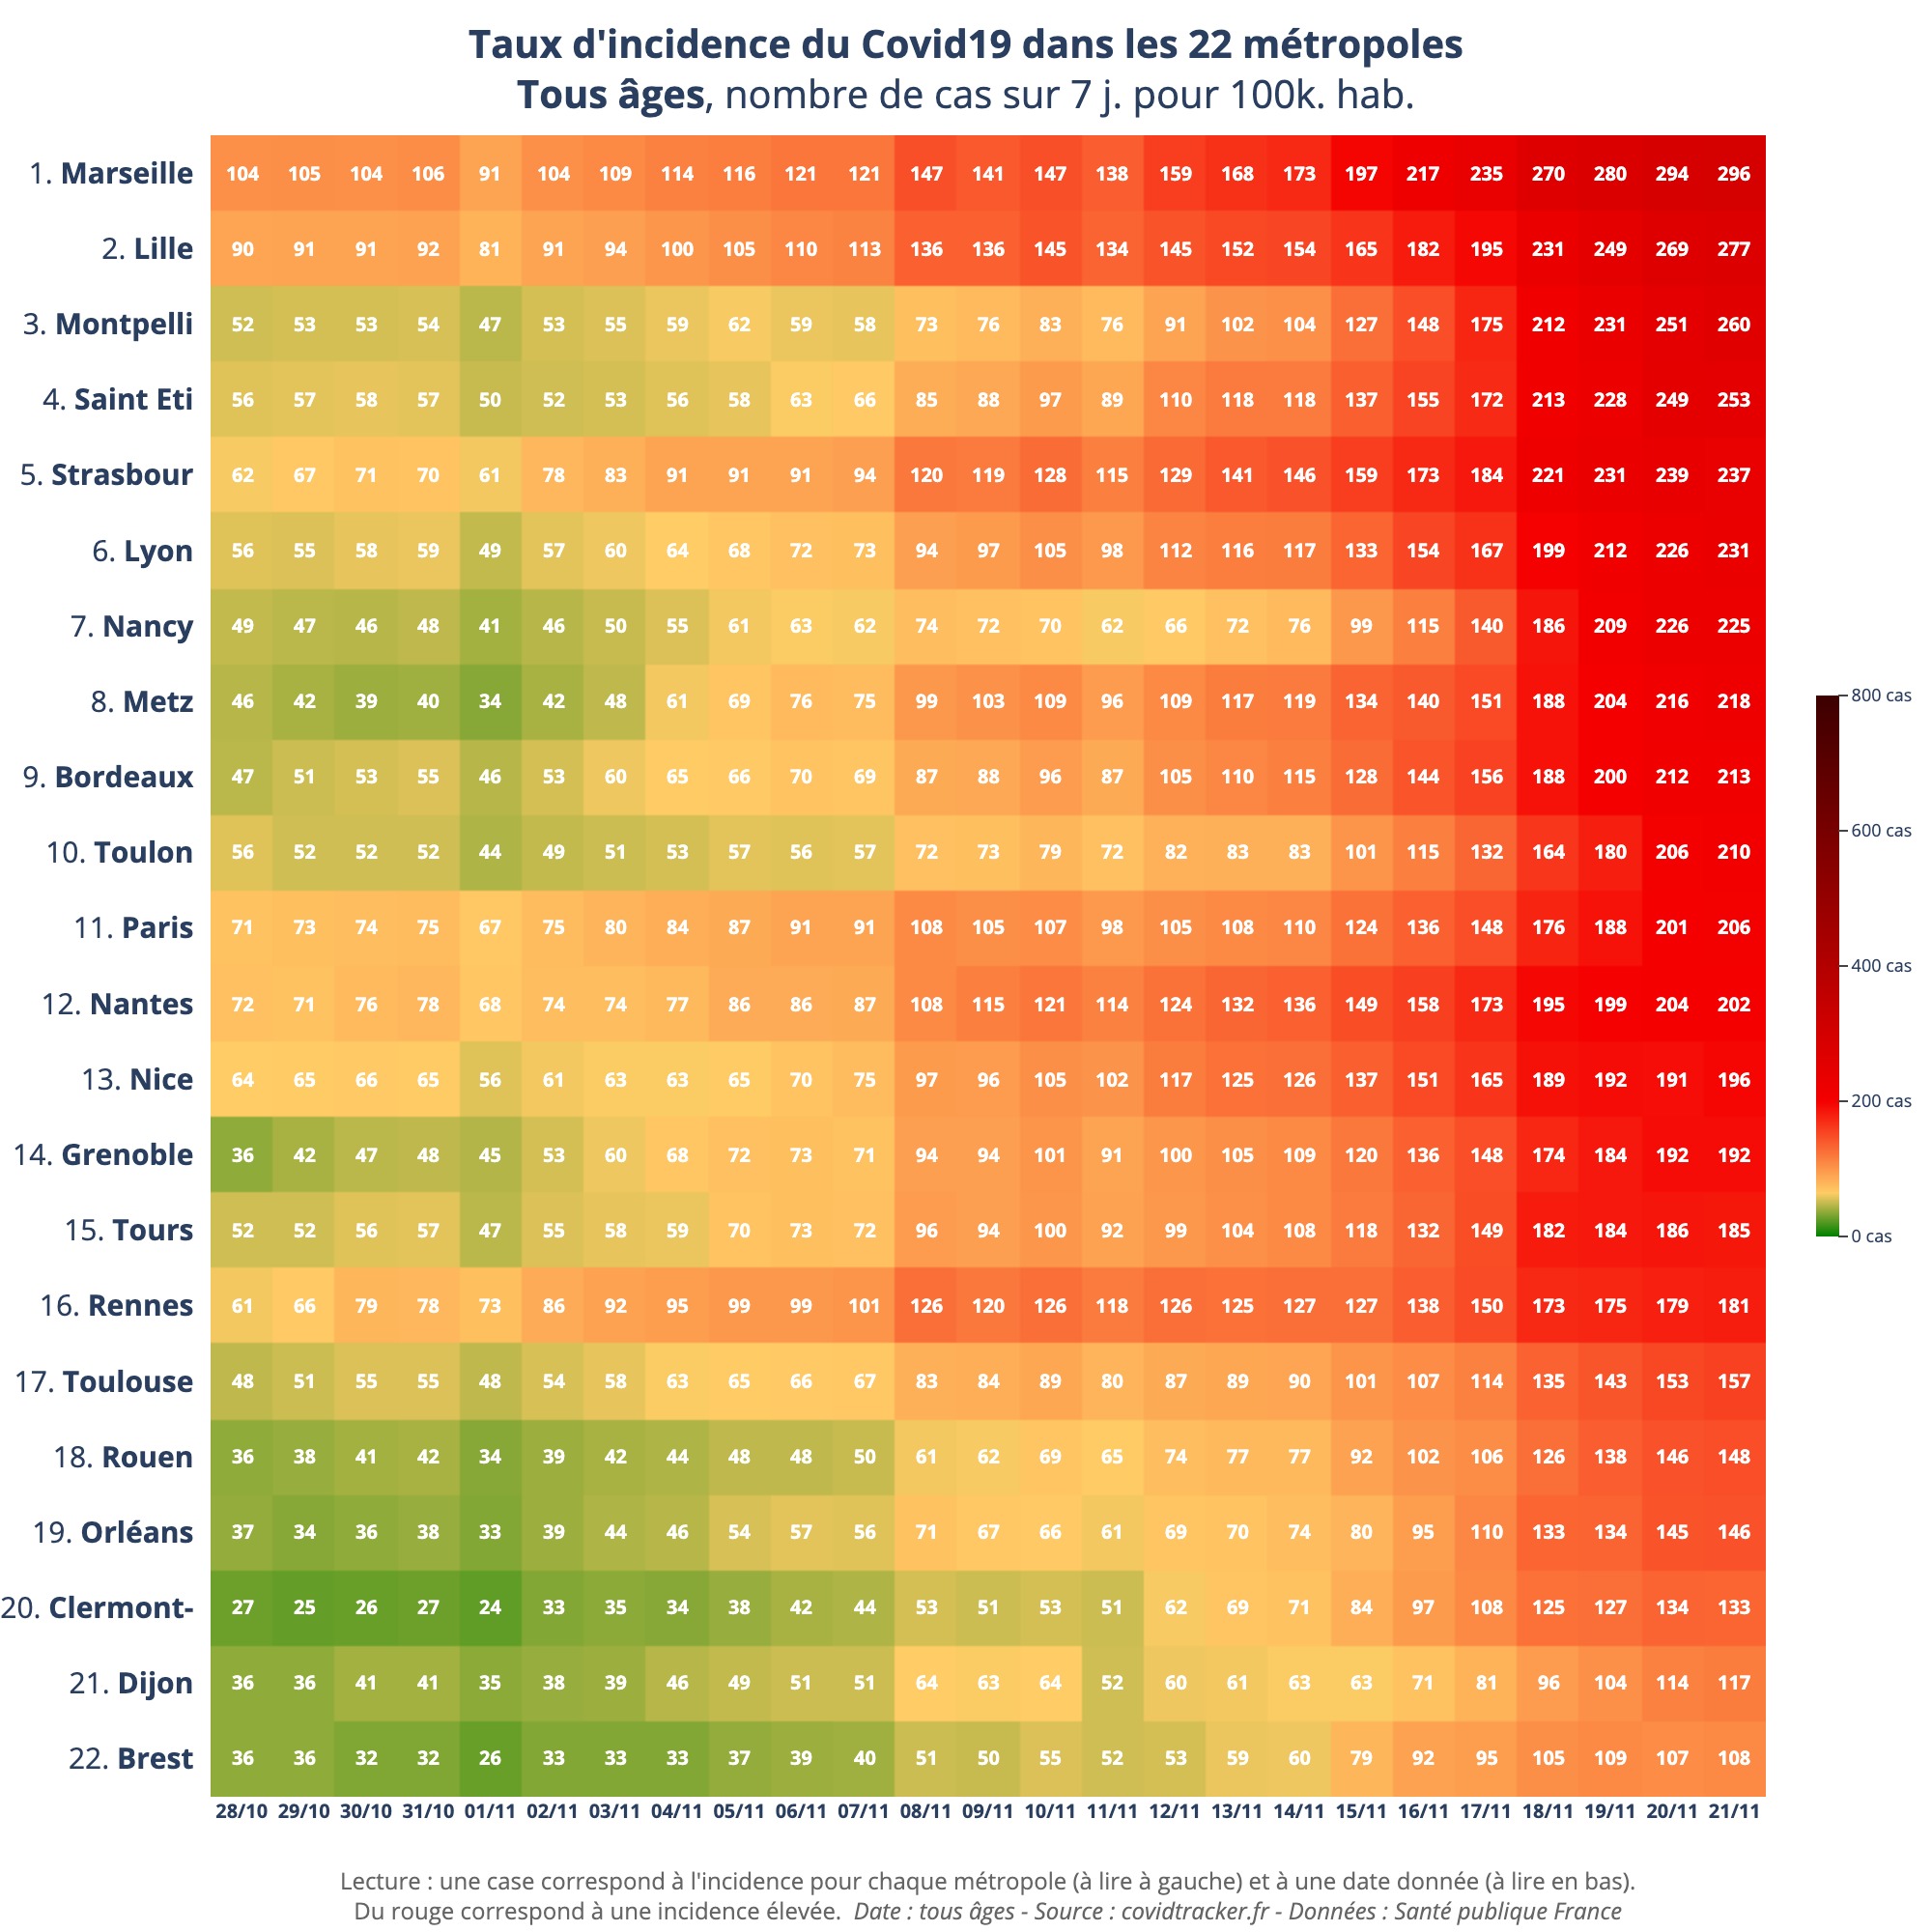 Taux d'incidence du Covid19 dans les 22 métropoles
Tous âges, nombre de cas sur 7 j. pour 100k. hab.
1. Marseille 104 105 104 106 91 104 109 114 116 121 121 147 141 147 138 159 168 173 197 217 235 270 280 294 296
2. Lille 90 91 91 92 81 91 94 100 105 110 113 136 136 145 134 145 152 154 165 182 195 231 249 269 277
3. Montpelli 52 53 53 54 47 53 55 59 62 59 58 73 76 83 76 91 102 104 127 148 175 212 231 251 260
4. Saint Eti 56 57 58 57 50 52 53 56 58 63 66 85 88 97 89 110 118 118 137 155 172 213 228 249 253
5. Strasbour 62 67 71 70 61 78 83 91 91 91 94 120 119 128 115 129 141 146 159 173 184 221 231 239 237
6. Lyon 56 55 58 59 49 57 60 64 68 72 73 94 97 105 98 112 116 117 133 154 167 199 212 226 231
7. Nancy 49 47 46 48 41 46 50 55 61 63 62 74 72 70 62 66 72 76 99 115 140 186 209 226 225
8. Metz 46 42 39 40 34 42 48 61 69 76 75 99 103 109 96 109 117 119 134 140 151 188 204 216 218
9. Bordeaux 47 51 53 55 46 53 60 65 66 70 69 87 88 96 87 105 110 115 128 144 156 188 200 212 213
10. Toulon 56 52 52 52 44 49 51 53 57 56 57 72 73 79 72 82 83 83 101 115 132 164 180 206 210
11. Paris 71 73 74 75 67 75 80 84 87 91 91 108 105 107 98 105 108 110 124 136 148 176 188 201 206
12. Nantes 72 71 76 78 68 74 74 77 86 86 87 108 115 121 114 124 132 136 149 158 173 195 199 204 202
13. Nice 64 65 66 65 56 61 63 63 65 70 75 97 96 105 102 117 125 126 137 151 165 189 192 191 196
14. Grenoble 36 42 47 48 45 53 60 68 72 73 71 94 94 101 91 100 105 109 120 136 148 174 184 192 192
15. Tours 52 52 56 57 47 55 58 59 70 73 72 96 94 100 92 99 104 108 118 132 149 182 184 186 185
16. Rennes 61 66 79 78 73 86 92 95 99 99 101 126 120 126 118 126 125 127 127 138 150 173 175 179 181
17. Toulouse 48 51 55 55 48 54 58 63 65 66 67 83 84 89 80 87 89 90 101 107 114 135 143 153 157
18. Rouen 36 38 41 42 34 39 42 44 48 48 50 61 62 69 65 74 77 77 92 102 106 126 138 146 148
19. Orléans 37 34 36 38 33 39 44 46 54 57 56 71 67 66 61 69 70 74 80 95 110 133 134 145 146
20. Clermont- 27 25 26 27 24 33 35 34 38 42 44 53 51 53 51 62 69 71 84 97 108 125 127 134 133
21. Dijon 36 36 41 41 35 38 39 46 49 51 51 64 63 64 52 60 61 63 63 71 81 96 104 114 117
22. Brest 36 36 32 32 26 33 33 33 37 39 40 51 50 55 52 53 59 60 79 92 95 105 109 107 108
28/10 29/10 30/10 31/10 01/11 02/11 03/11 04/11 05/11 06/11 07/11 08/11 09/11 10/11 11/11 12/11 13/11 14/11 15/11 16/11 17/11 18/11 19/11 20/11 21/11
800 cas
600 cas
400 cas
200 cas
0 cas
Lecture : une case correspond à l'incidence pour chaque métropole (à lire à gauche) et à une date donnée (à lire en bas).
Du rouge correspond à une incidence élevée. Date : tous âges - Source : covidtracker.fr - Données : Santé publique France